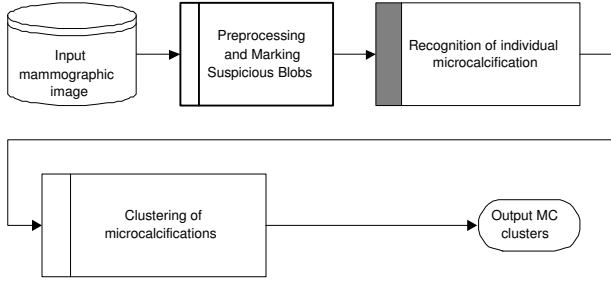 Input
mammographic
image
Preprocessing
and Marking
Suspicious Blobs
Recognition of individual
microcalcification
Clustering of
microcalcifications
Output MC
clusters